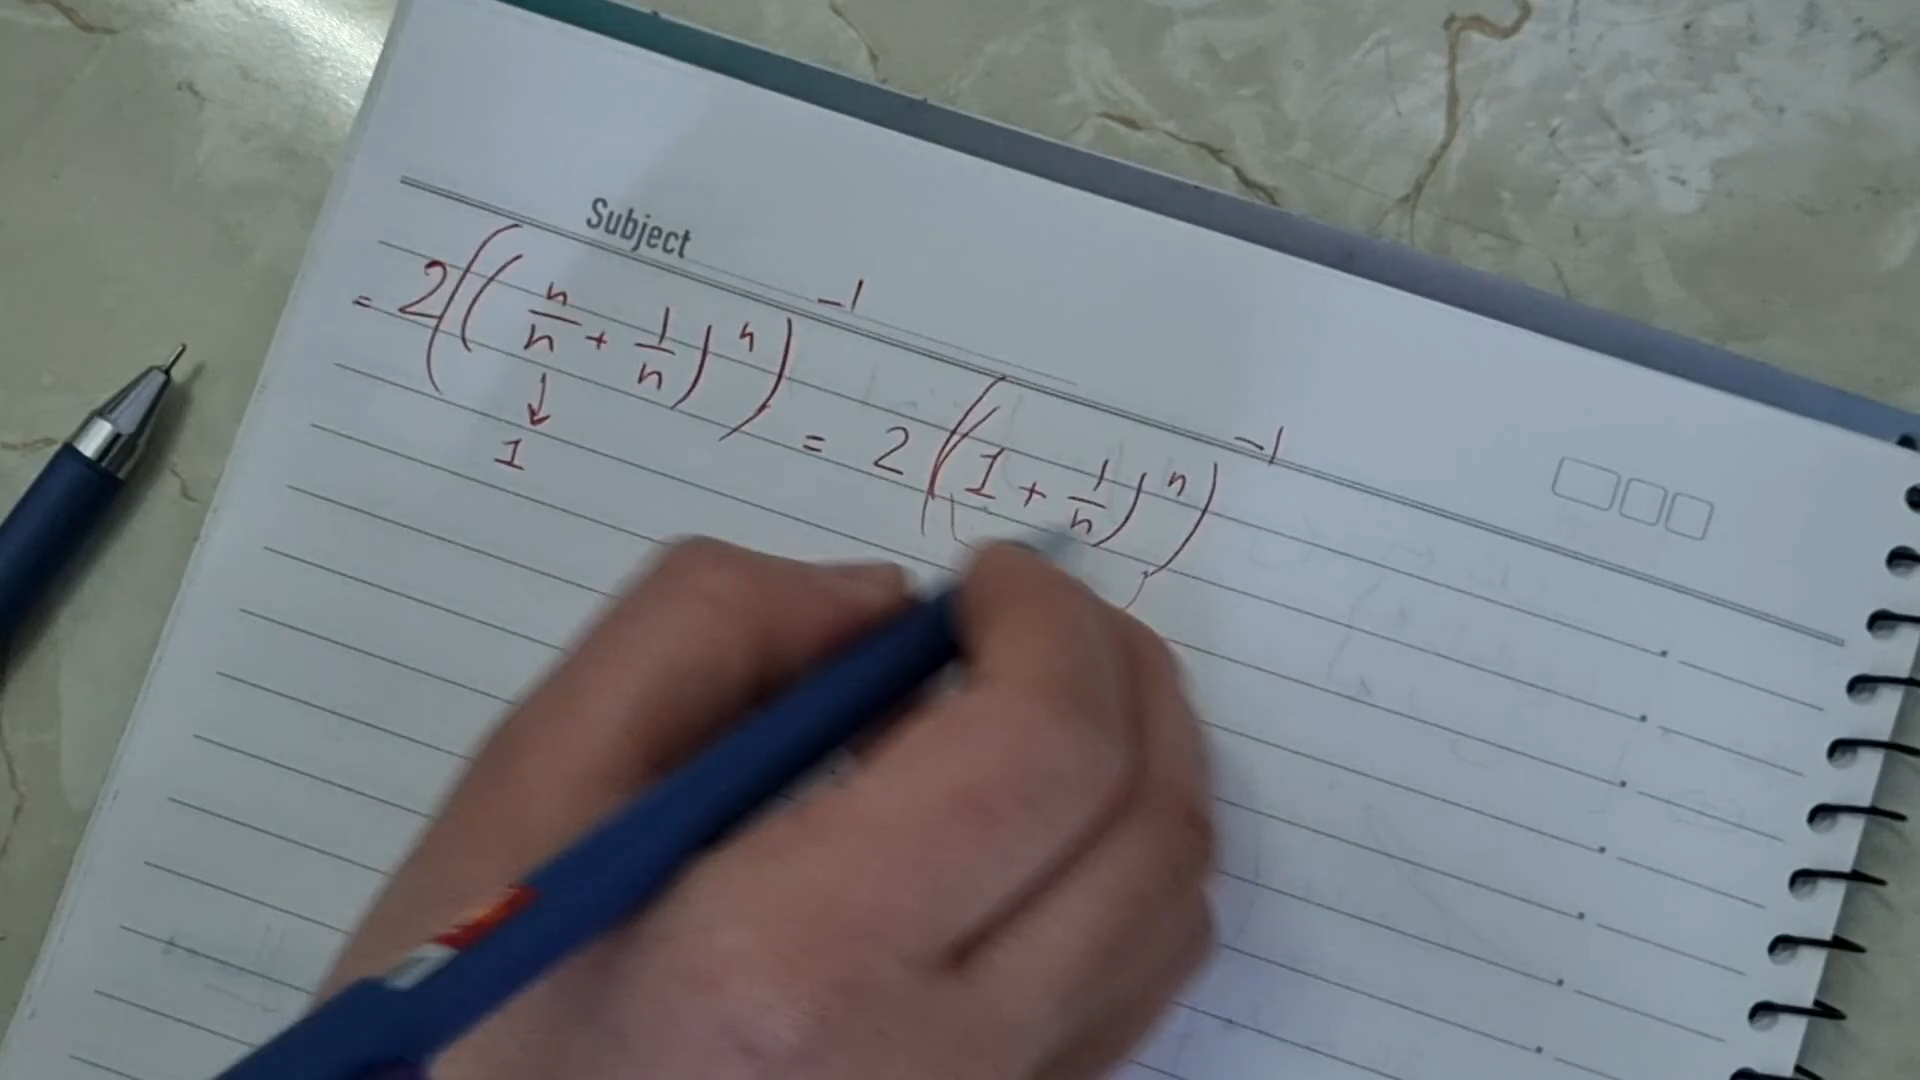 Subject
= 2((n/n + 1/n)^n)^-1 = 2((1 + 1/n)^n)^-1
↓
1